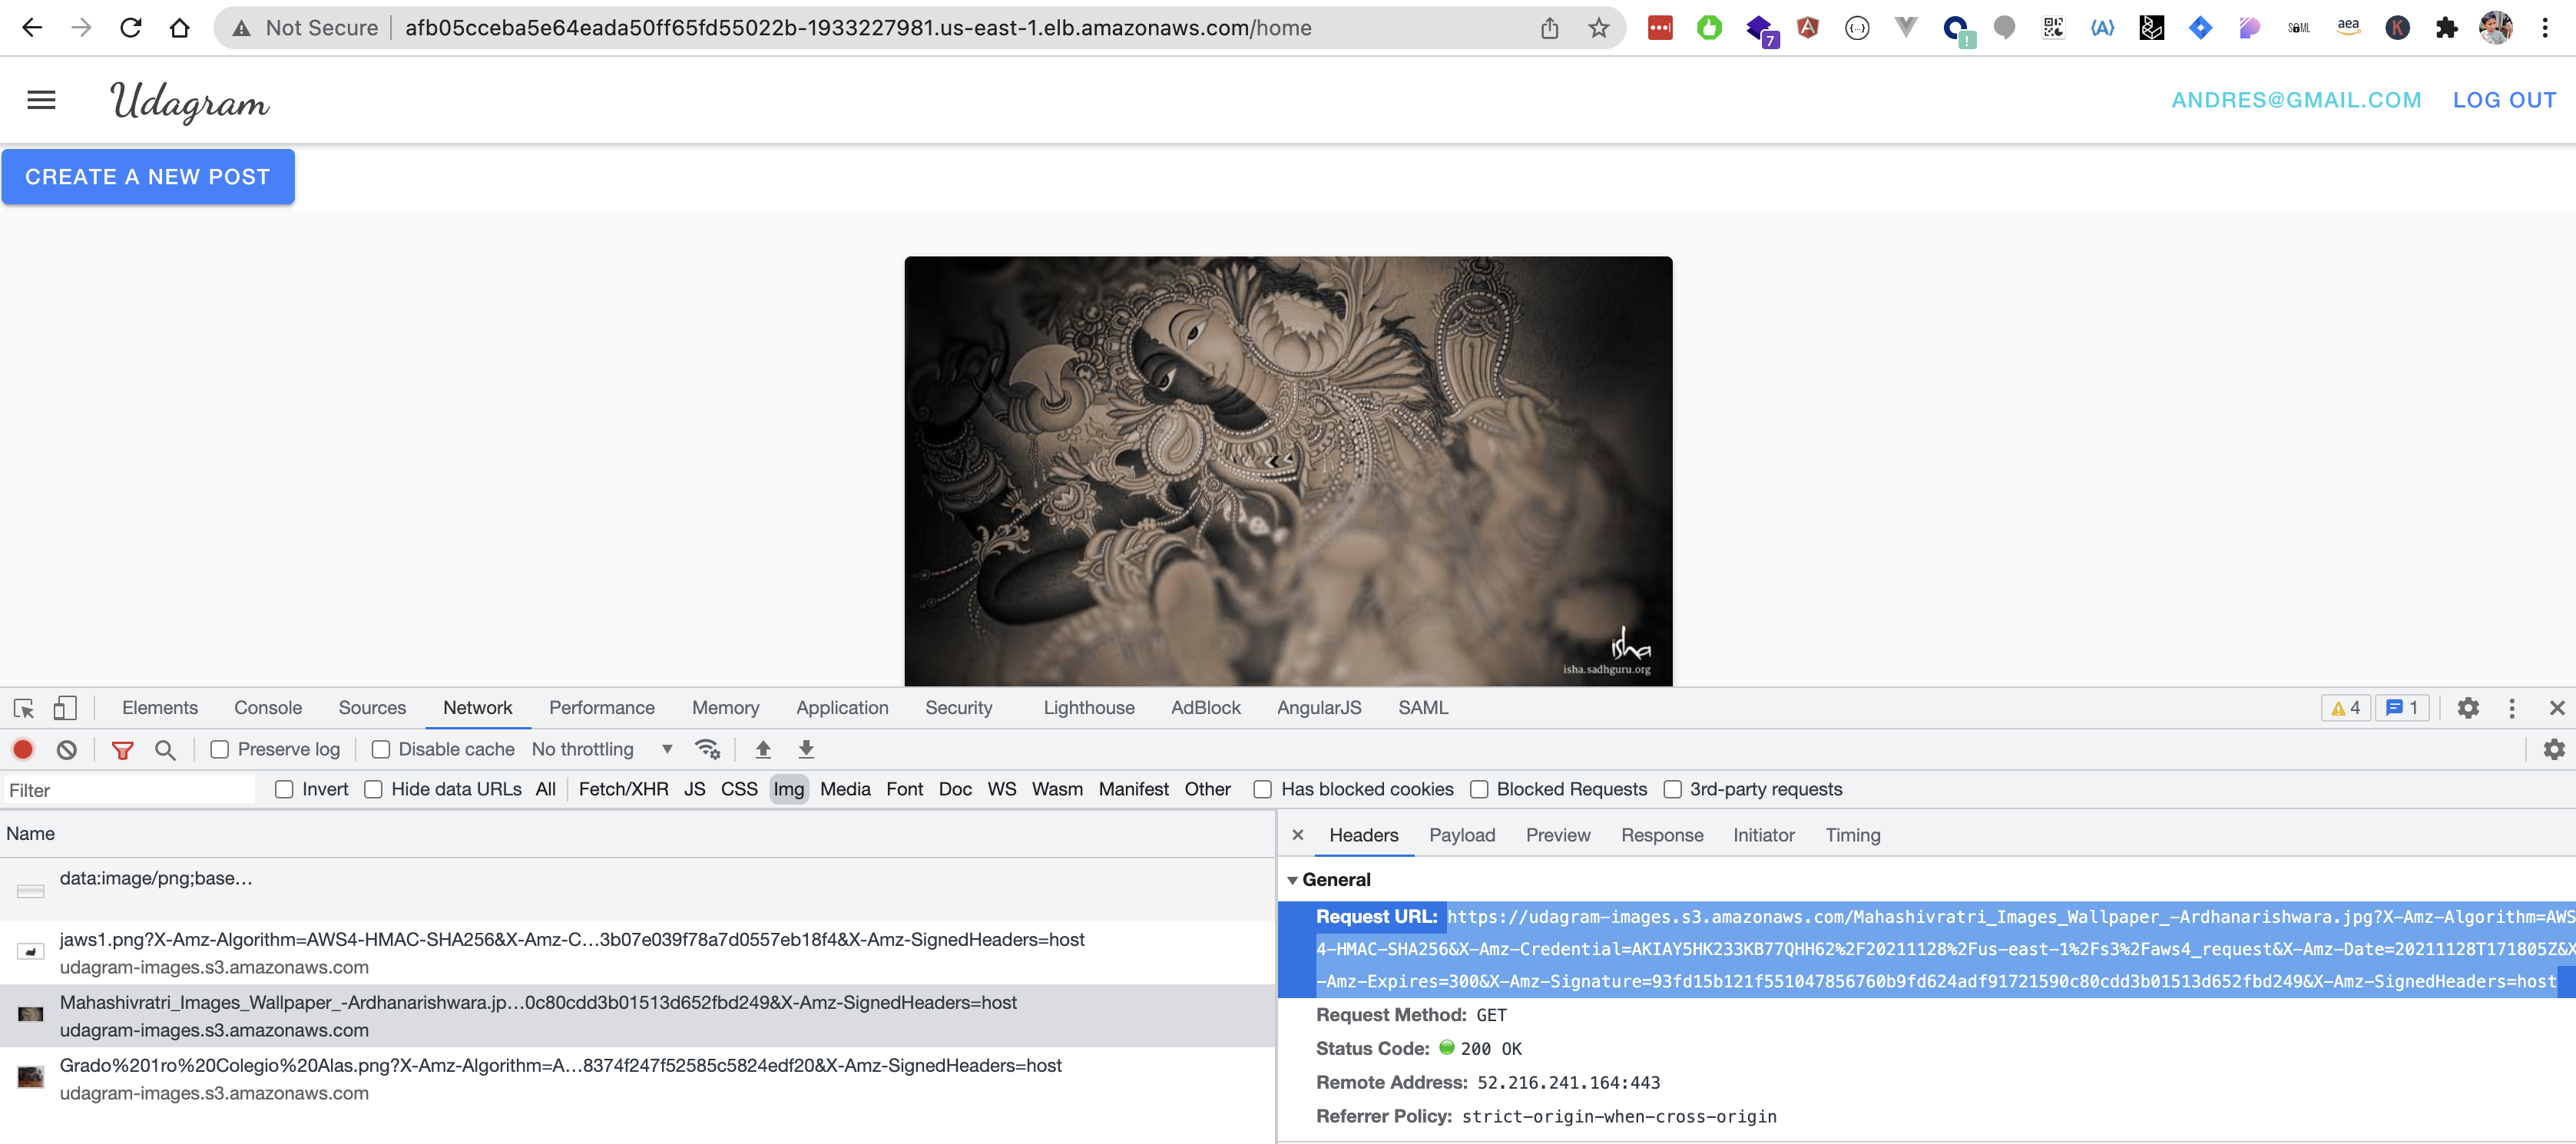 Not Secure afb05cceba5e64eada50ff65fd55022b-1933227981.us-east-1.elb.amazonaws.com/home
7
!
{...}
(A)
SAML
aea
K
Udagram
ANDRES@GMAIL.COM LOG OUT
CREATE A NEW POST
isha
isha.sadhguru.org
Elements Console Sources Network Performance Memory Application Security Lighthouse AdBlock AngularJS SAML 4 1
Preserve log Disable cache No throttling
Filter Invert Hide data URLs All Fetch/XHR JS CSS Img Media Font Doc WS Wasm Manifest Other Has blocked cookies Blocked Requests 3rd-party requests
Name
data:image/png;base…
jaws1.png?X-Amz-Algorithm=AWS4-HMAC-SHA256&X-Amz-C…3b07e039f78a7d0557eb18f4&X-Amz-SignedHeaders=host
udagram-images.s3.amazonaws.com
Mahashivratri_Images_Wallpaper_-Ardhanarishwara.jp…0c80cdd3b01513d652fbd249&X-Amz-SignedHeaders=host
udagram-images.s3.amazonaws.com
Grado%201ro%20Colegio%20Alas.png?X-Amz-Algorithm=A…8374f247f52585c5824edf20&X-Amz-SignedHeaders=host
udagram-images.s3.amazonaws.com
Headers Payload Preview Response Initiator Timing
General
Request URL: https://udagram-images.s3.amazonaws.com/Mahashivratri_Images_Wallpaper_-Ardhanarishwara.jpg?X-Amz-Algorithm=AWS
4-HMAC-SHA256&X-Amz-Credential=AKIAY5HK233KB77QHH62%2F20211128%2Fus-east-1%2Fs3%2Faws4_request&X-Amz-Date=20211128T171805Z&X
-Amz-Expires=300&X-Amz-Signature=93fd15b121f551047856760b9fd624adf91721590c80cdd3b01513d652fbd249&X-Amz-SignedHeaders=host
Request Method: GET
Status Code: 200 OK
Remote Address: 52.216.241.164:443
Referrer Policy: strict-origin-when-cross-origin